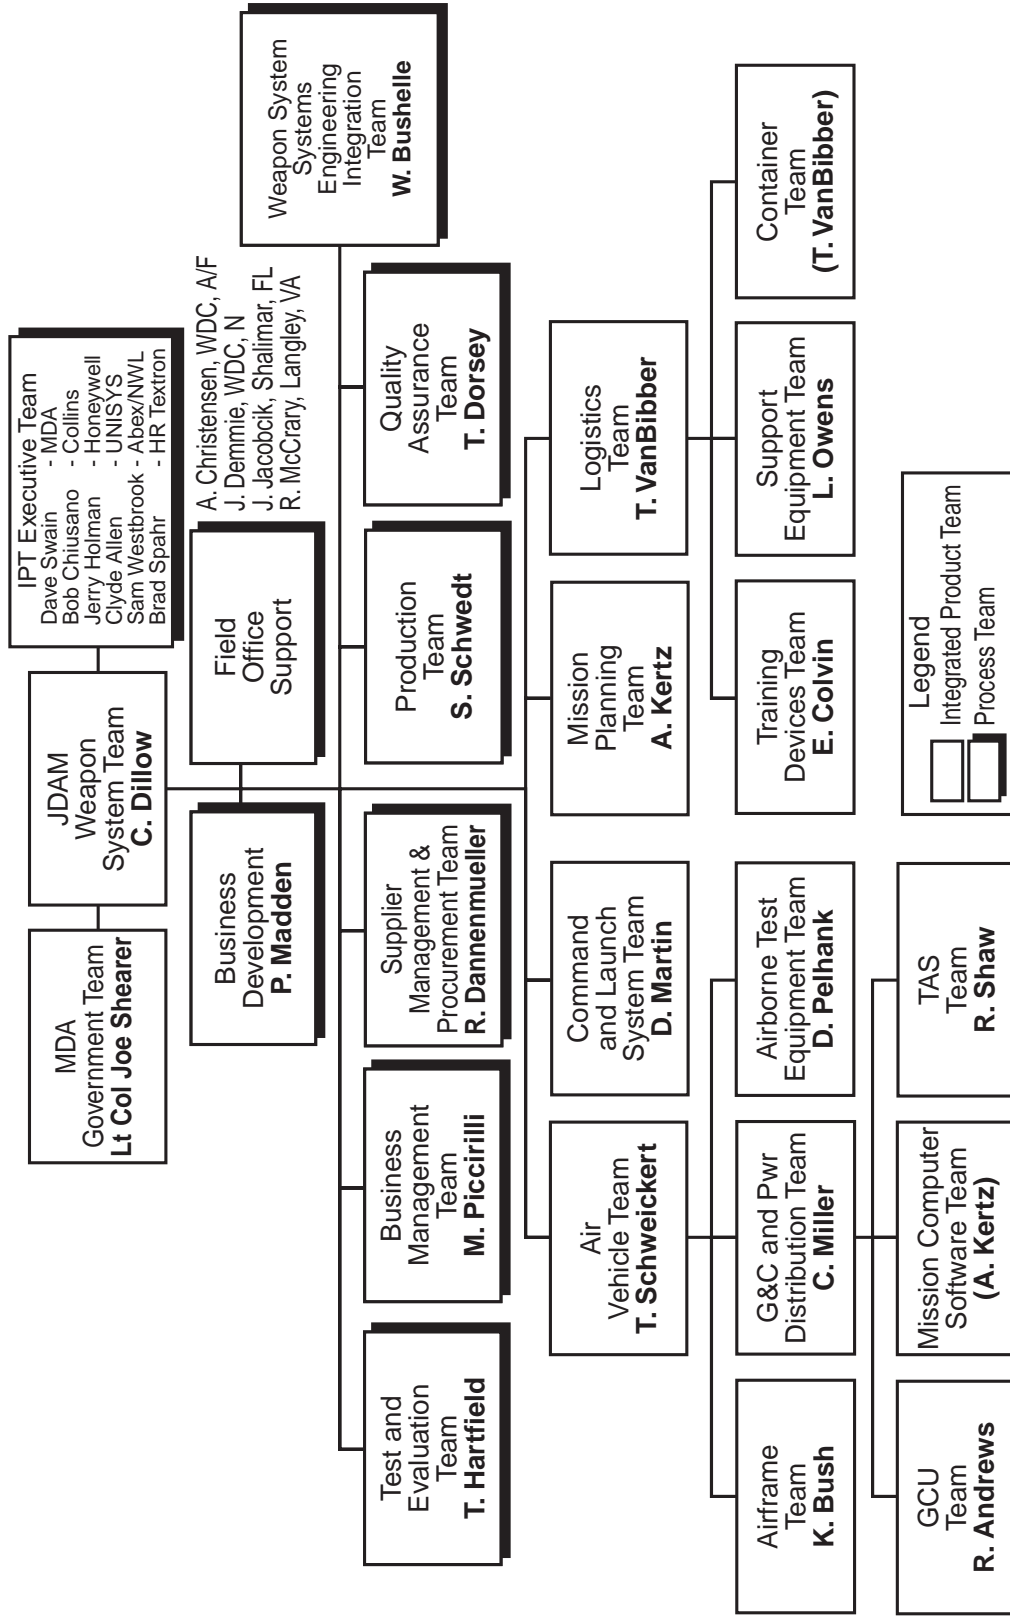 MDA
Government Team
Lt Col Joe Shearer
JDAM
Weapon
System Team
C. Dillow
IPT Executive Team
Dave Swain - MDA
Bob Chiusano - Collins
Jerry Holman - Honeywell
Clyde Allen - UNISYS
Sam Westbrook - Abex/NWL
Brad Spahr - HR Textron
Business
Development
P. Madden
Field
Office
Support
A. Christensen, WDC, A/F
J. Demmie, WDC, N
J. Jacobcik, Shalimar, FL
R. McCrary, Langley, VA
Weapon System
Systems
Engineering
Integration
Team
W. Bushelle
Test and
Evaluation
Team
T. Hartfield
Business
Management
Team
M. Piccirilli
Supplier
Management &
Procurement Team
R. Dannenmueller
Production
Team
S. Schwedt
Quality
Assurance
Team
T. Dorsey
Air
Vehicle Team
T. Schweickert
Command
and Launch
System Team
D. Martin
Mission
Planning
Team
A. Kertz
Logistics
Team
T. VanBibber
Airframe
Team
K. Bush
G&C and Pwr
Distribution Team
C. Miller
Airborne Test
Equipment Team
D. Pelhank
Training
Devices Team
E. Colvin
Support
Equipment Team
L. Owens
Container
Team
(T. VanBibber)
GCU
Team
R. Andrews
Mission Computer
Software Team
(A. Kertz)
TAS
Team
R. Shaw
Legend
Integrated Product Team
Process Team